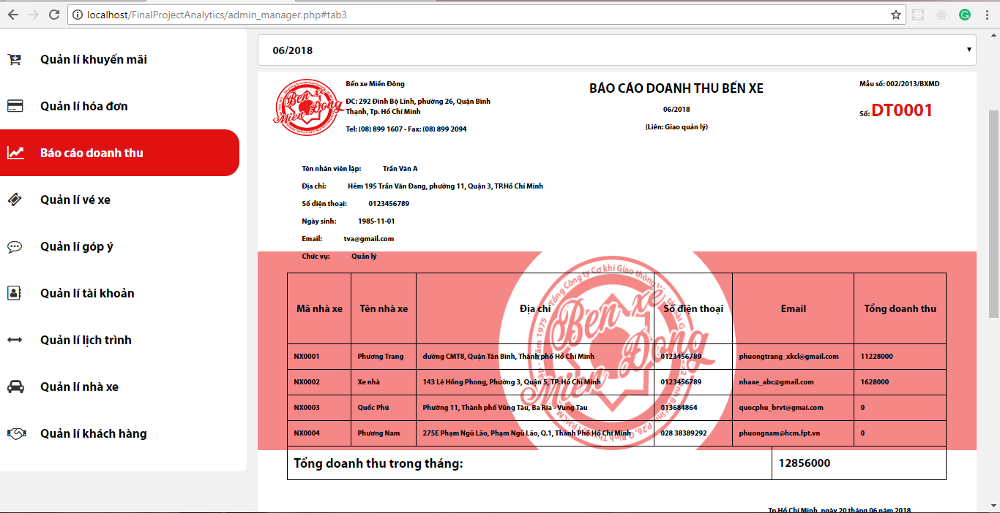 localhost/FinalProjectAnalytics/admin_manager.php#tab3
Quản lí khuyến mãi
Quản lí hóa đơn
Báo cáo doanh thu
Quản lí vé xe
Quản lí góp ý
Quản lí tài khoản
Quản lí lịch trình
Quản lí nhà xe
Quản lí khách hàng
06/2018
Ben xe
Mien Dong
Bến xe Miền Đông
ĐC: 292 Đinh Bộ Lĩnh, phường 26, Quận Bình
Thạnh, Tp. Hồ Chí Minh
Tel: (08) 899 1607 - Fax: (08) 899 2094
BÁO CÁO DOANH THU BẾN XE
06/2018
(Liên: Giao quản lý)
Mẫu số: 002/2013/BXMD
Số: DT0001
Tên nhân viên lập: Trần Văn A
Địa chỉ: Hẻm 195 Trần Văn Đang, phường 11, Quận 3, TP.Hồ Chí Minh
Số điện thoại: 0123456789
Ngày sinh: 1985-11-01
Email: tva@gmail.com
Chức vụ: Quản lý
Mã nhà xe Tên nhà xe Địa chỉ Số điện thoại Email Tổng doanh thu
NX0001 Phương Trang đường CMT8, Quận Tân Bình, Thành phố Hồ Chí Minh 0123456789 phuongtrang_xkcl@gmail.com 11228000
NX0002 Xe nhà 143 Lê Hồng Phong, Phường 3, Quận 5, TP. Hồ Chí Minh 0123456789 nhaxe_abc@gmail.com 1628000
NX0003 Quốc Phú Phường 11, Thành phố Vũng Tàu, Ba Ria - Vung Tau 013684864 quocphu_brvt@gmai.com 0
NX0004 Phương Nam 275E Phạm Ngũ Lão, Phạm Ngũ Lão, Q.1, Thành Phố Hồ Chí Minh 028 38389292 phuongnam@hcm.fpt.vn 0
Ben xe
Mien Dong
Tổng doanh thu trong tháng: 12856000
Tp.Hồ Chí Minh, ngày 20 tháng 06 năm 2018